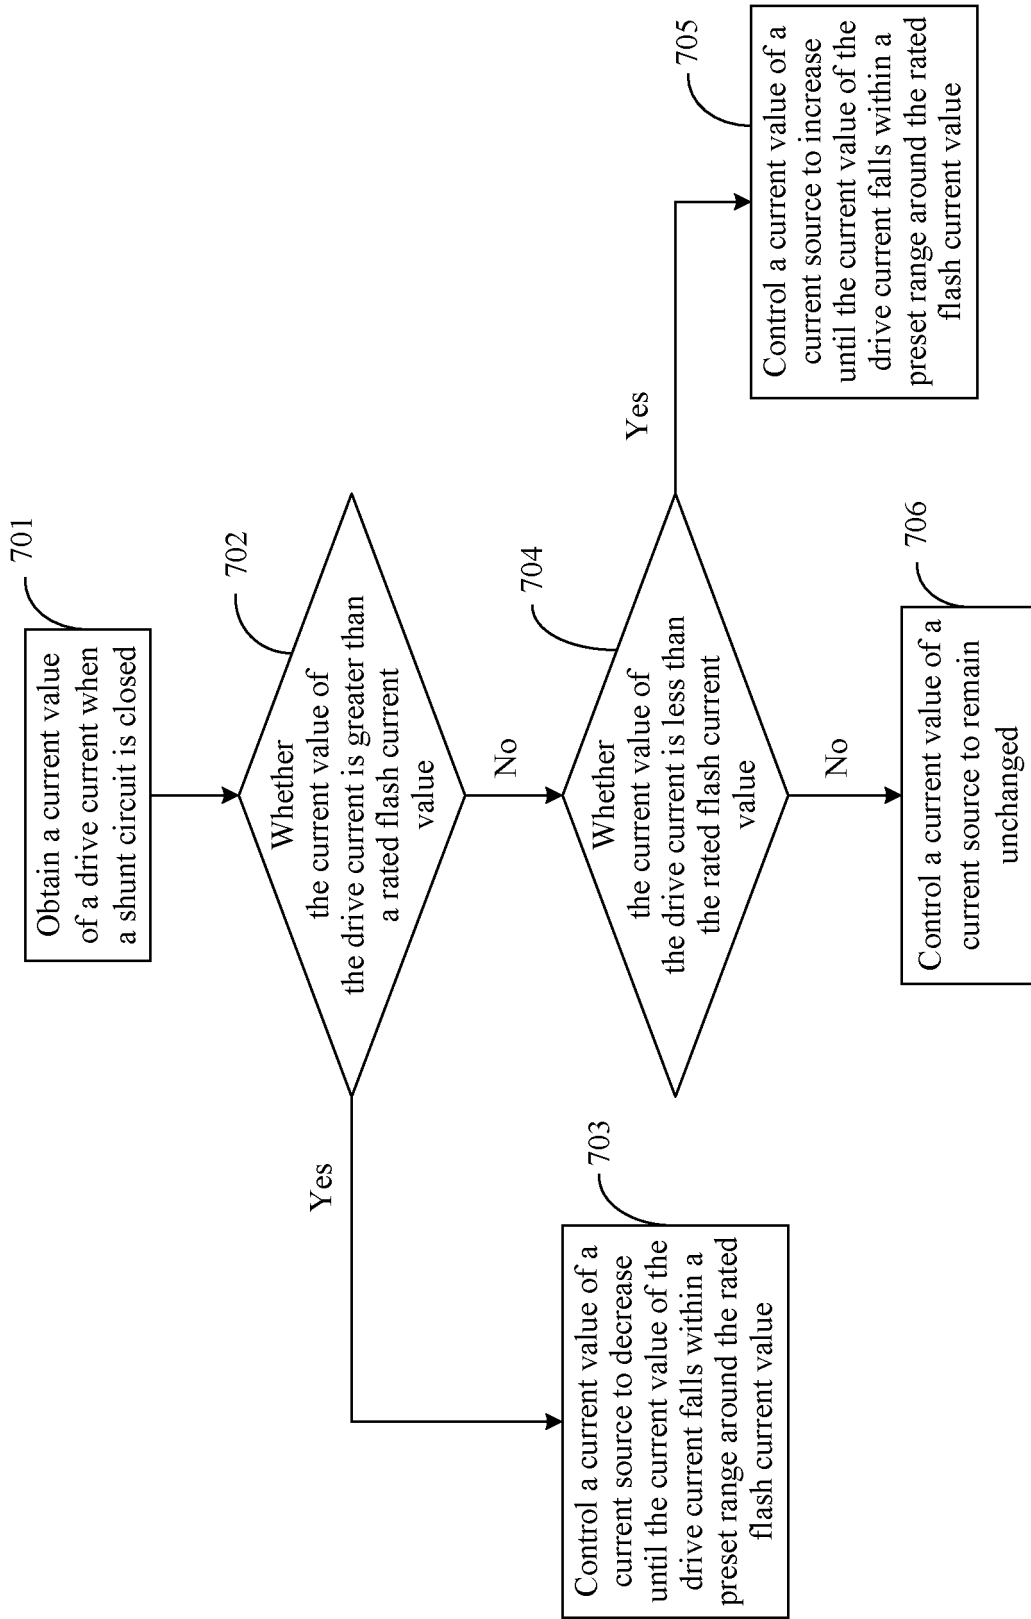 701
Obtain a current value
of a drive current when
a shunt circuit is closed
702
Whether
the current value of
the drive current is greater than
a rated flash current
value
Yes
No
703
Control a current value of a
current source to decrease
until the current value of the
drive current falls within a
preset range around the rated
flash current value
704
Whether
the current value of
the drive current is less than
the rated flash current
value
Yes
No
705
Control a current value of a
current source to increase
until the current value of the
drive current falls within a
preset range around the rated
flash current value
706
Control a current value of a
current source to remain
unchanged